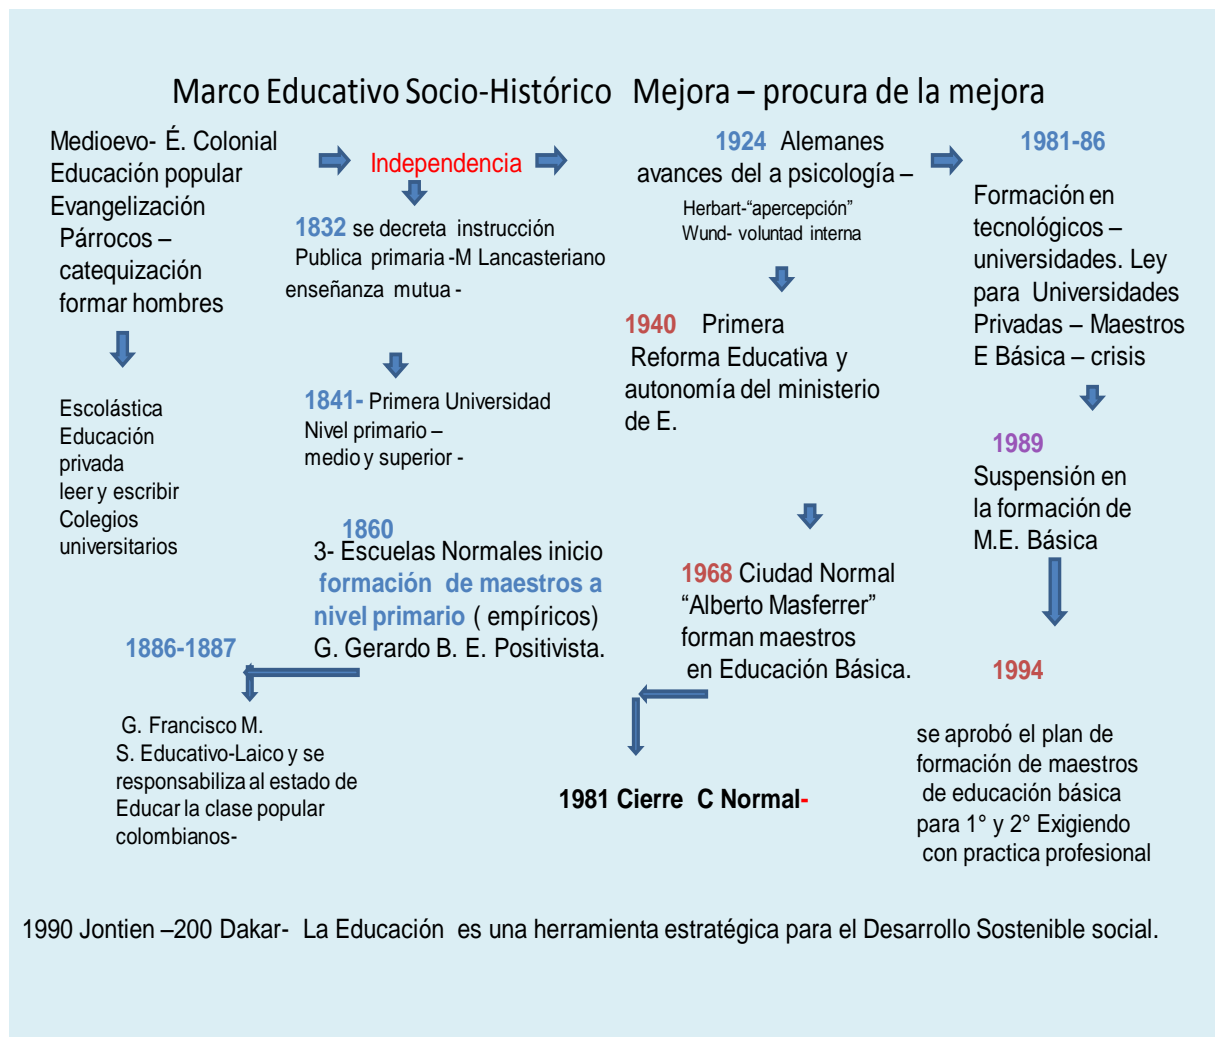 Marco Educativo Socio-Histórico   Mejora – procura de la mejora
Medioevo- É. Colonial
Educación popular
Evangelización
Párrocos –
catequización
formar hombres
Escolástica
Educación
privada
leer y escribir
Colegios
universitarios
Independencia
1832 se decreta instrucción
Publica primaria -M Lancasteriano
enseñanza mutua -
1841- Primera Universidad
Nivel primario –
medio y superior -
1860
3- Escuelas Normales inicio
formación de maestros a
nivel primario ( empíricos)
G. Gerardo B. E. Positivista.
1886-1887
G. Francisco M.
S. Educativo-Laico y se
responsabiliza al estado de
Educar la clase popular
colombianos-
1924 Alemanes
avances del a psicología –
Herbart-“apercepción”
Wund- voluntad interna
1940 Primera
Reforma Educativa y
autonomía del ministerio
de E.
1968 Ciudad Normal
“Alberto Masferrer”
forman maestros
en Educación Básica.
1981 Cierre C Normal-
1981-86
Formación en
tecnológicos –
universidades. Ley
para Universidades
Privadas – Maestros
E Básica – crisis
1989
Suspensión en
la formación de
M.E. Básica
1994
se aprobó el plan de
formación de maestros
de educación básica
para 1° y 2° Exigiendo
con practica profesional
1990 Jontien –200 Dakar- La Educación es una herramienta estratégica para el Desarrollo Sostenible social.